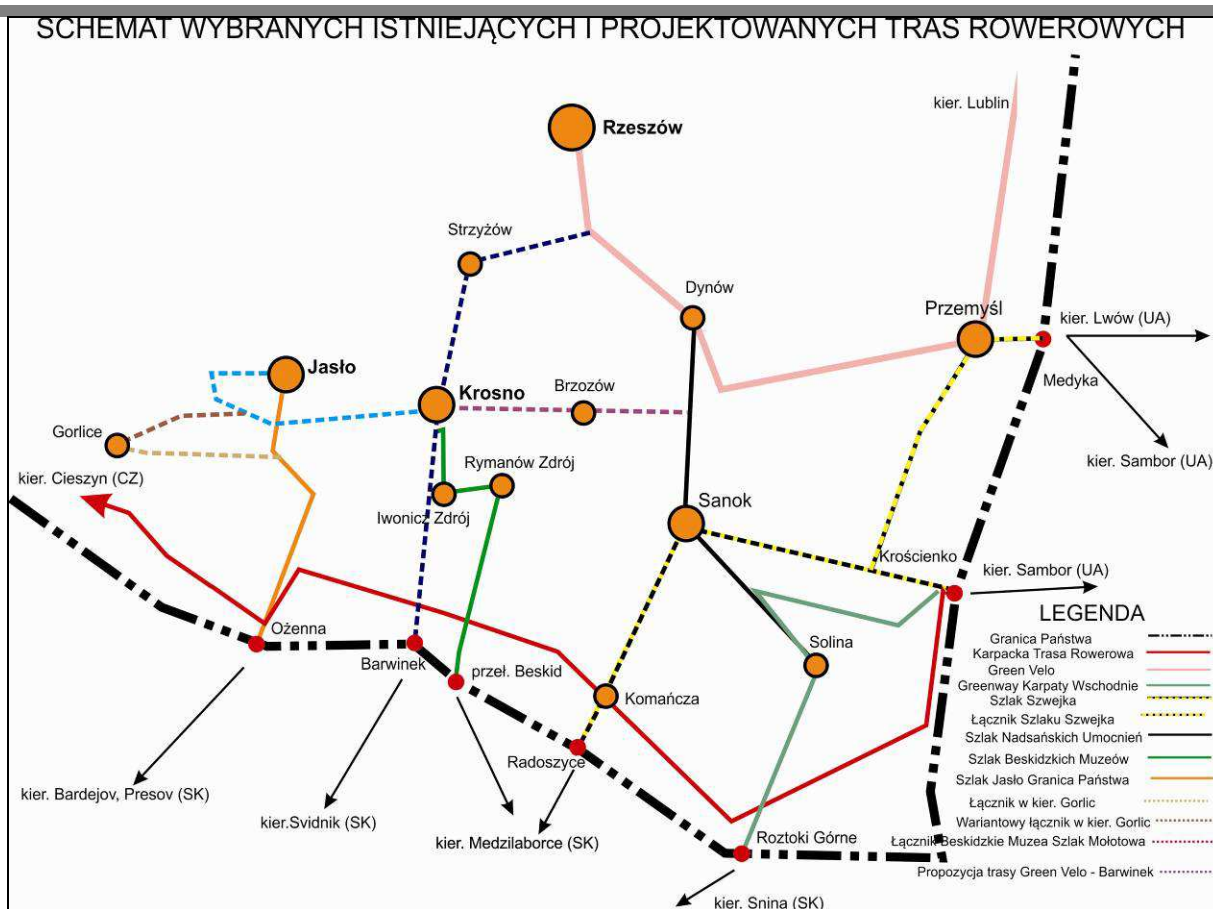 SCHEMAT WYBRANYCH ISTNIEJĄCYCH I PROJEKTOWANYCH TRAS ROWEROWYCH
kier. Lublin
Rzeszów
Strzyżów
Dynów
Przemyśl
kier. Lwów (UA)
Medyka
Jasło
Krosno
Brzozów
Gorlice
kier. Sambor (UA)
kier. Cieszyn (CZ)
Rymanów Zdrój
Iwonicz Zdrój
Sanok
Krościenko
kier. Sambor (UA)
Ożenna
Barwinek
przeł. Beskid
Solina
Komańcza
Radoszyce
kier. Bardejov, Presov (SK)
kier.Svidnik (SK)
kier. Medzilaborce (SK)
Roztoki Górne
kier. Snina (SK)
LEGENDA
Granica Państwa
Karpacka Trasa Rowerowa
Green Velo
Greenway Karpaty Wschodnie
Szlak Szwejka
Łącznik Szlaku Szwejka
Szlak Nadsańskich Umocnień
Szlak Beskidzkich Muzeów
Szlak Jasło Granica Państwa
Łącznik w kier. Gorlic
Wariantowy łącznik w kier. Gorlic
Łącznik Beskidzkie Muzea Szlak Mołotowa
Propozycja trasy Green Velo - Barwinek